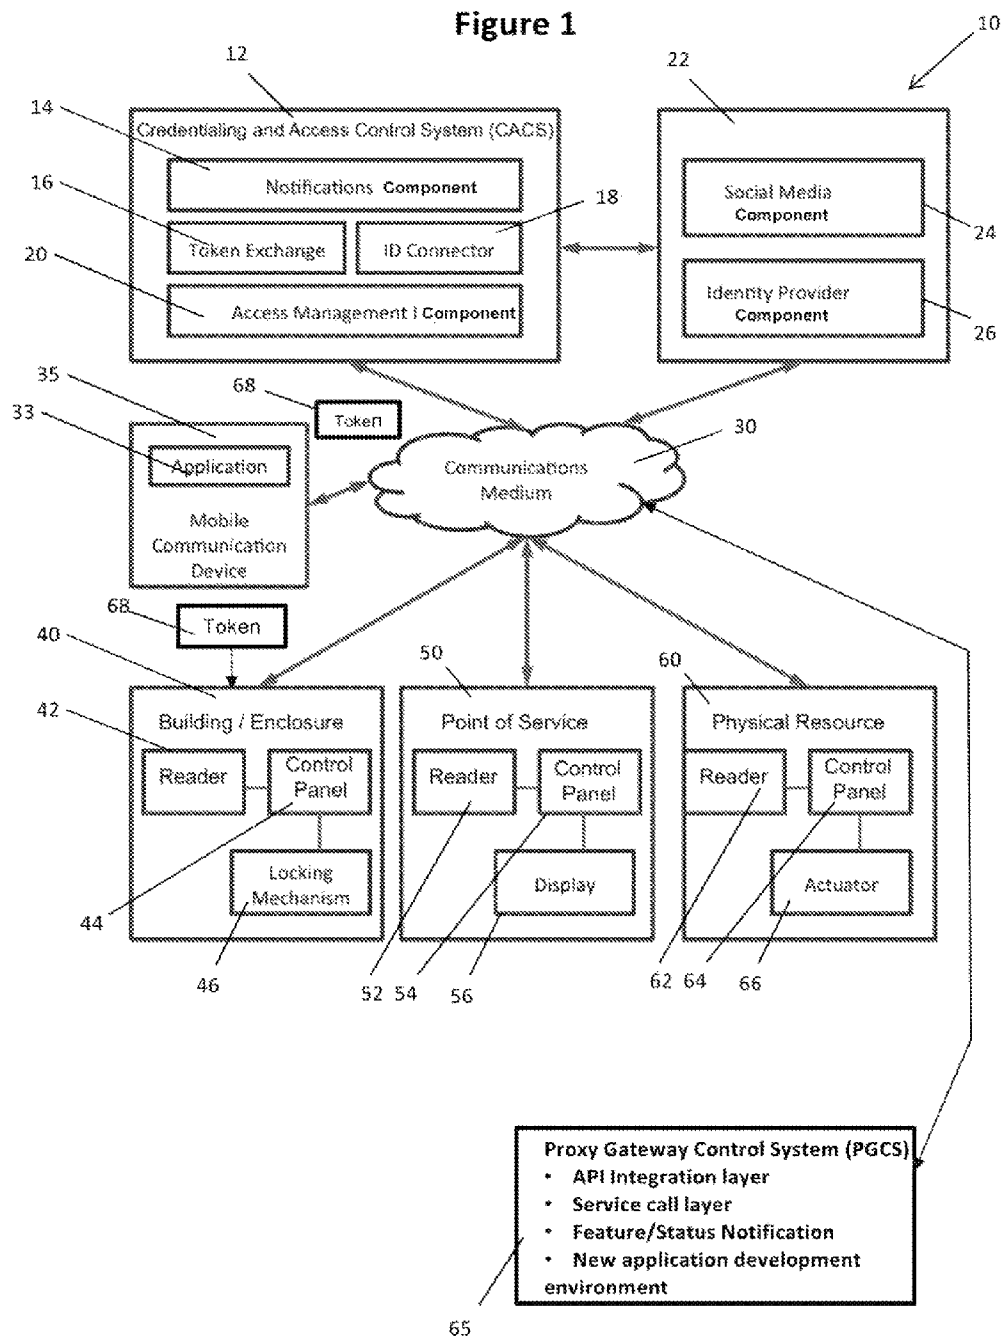 Figure 1
10
12
22
Credentialing and Access Control System (CACS)
14
Notifications Component
16
18
Token Exchange
ID Connector
20
Access Management | Component
Social Media
Component
24
Identity Provider
Component
26
35
33
68
Token
30
Application
Communications
Medium
Mobile
Communication
Device
68
Token
40
50
60
42
Building / Enclosure
Point of Service
Physical Resource
Reader
Control
Panel
Reader
Control
Panel
Reader
Control
Panel
Locking
Mechanism
Display
Actuator
44
46
52
54
56
62
64
66
Proxy Gateway Control System (PGCS)
• API Integration layer
• Service call layer
• Feature/Status Notification
• New application development
environment
65